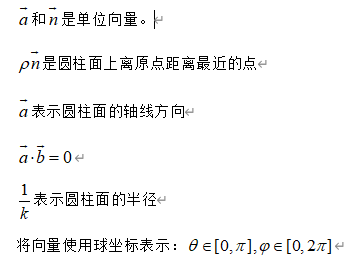 $\vec{a}$和$\vec{n}$是单位向量。
$\rho\vec{n}$是圆柱面上离原点距离最近的点
$\vec{a}$表示圆柱面的轴线方向
$\vec{a}\cdot\vec{b}=0$
$\frac{1}{k}$表示圆柱面的半径
将向量使用球坐标表示：$\theta\in[0,\pi],\varphi\in[0,2\pi]$